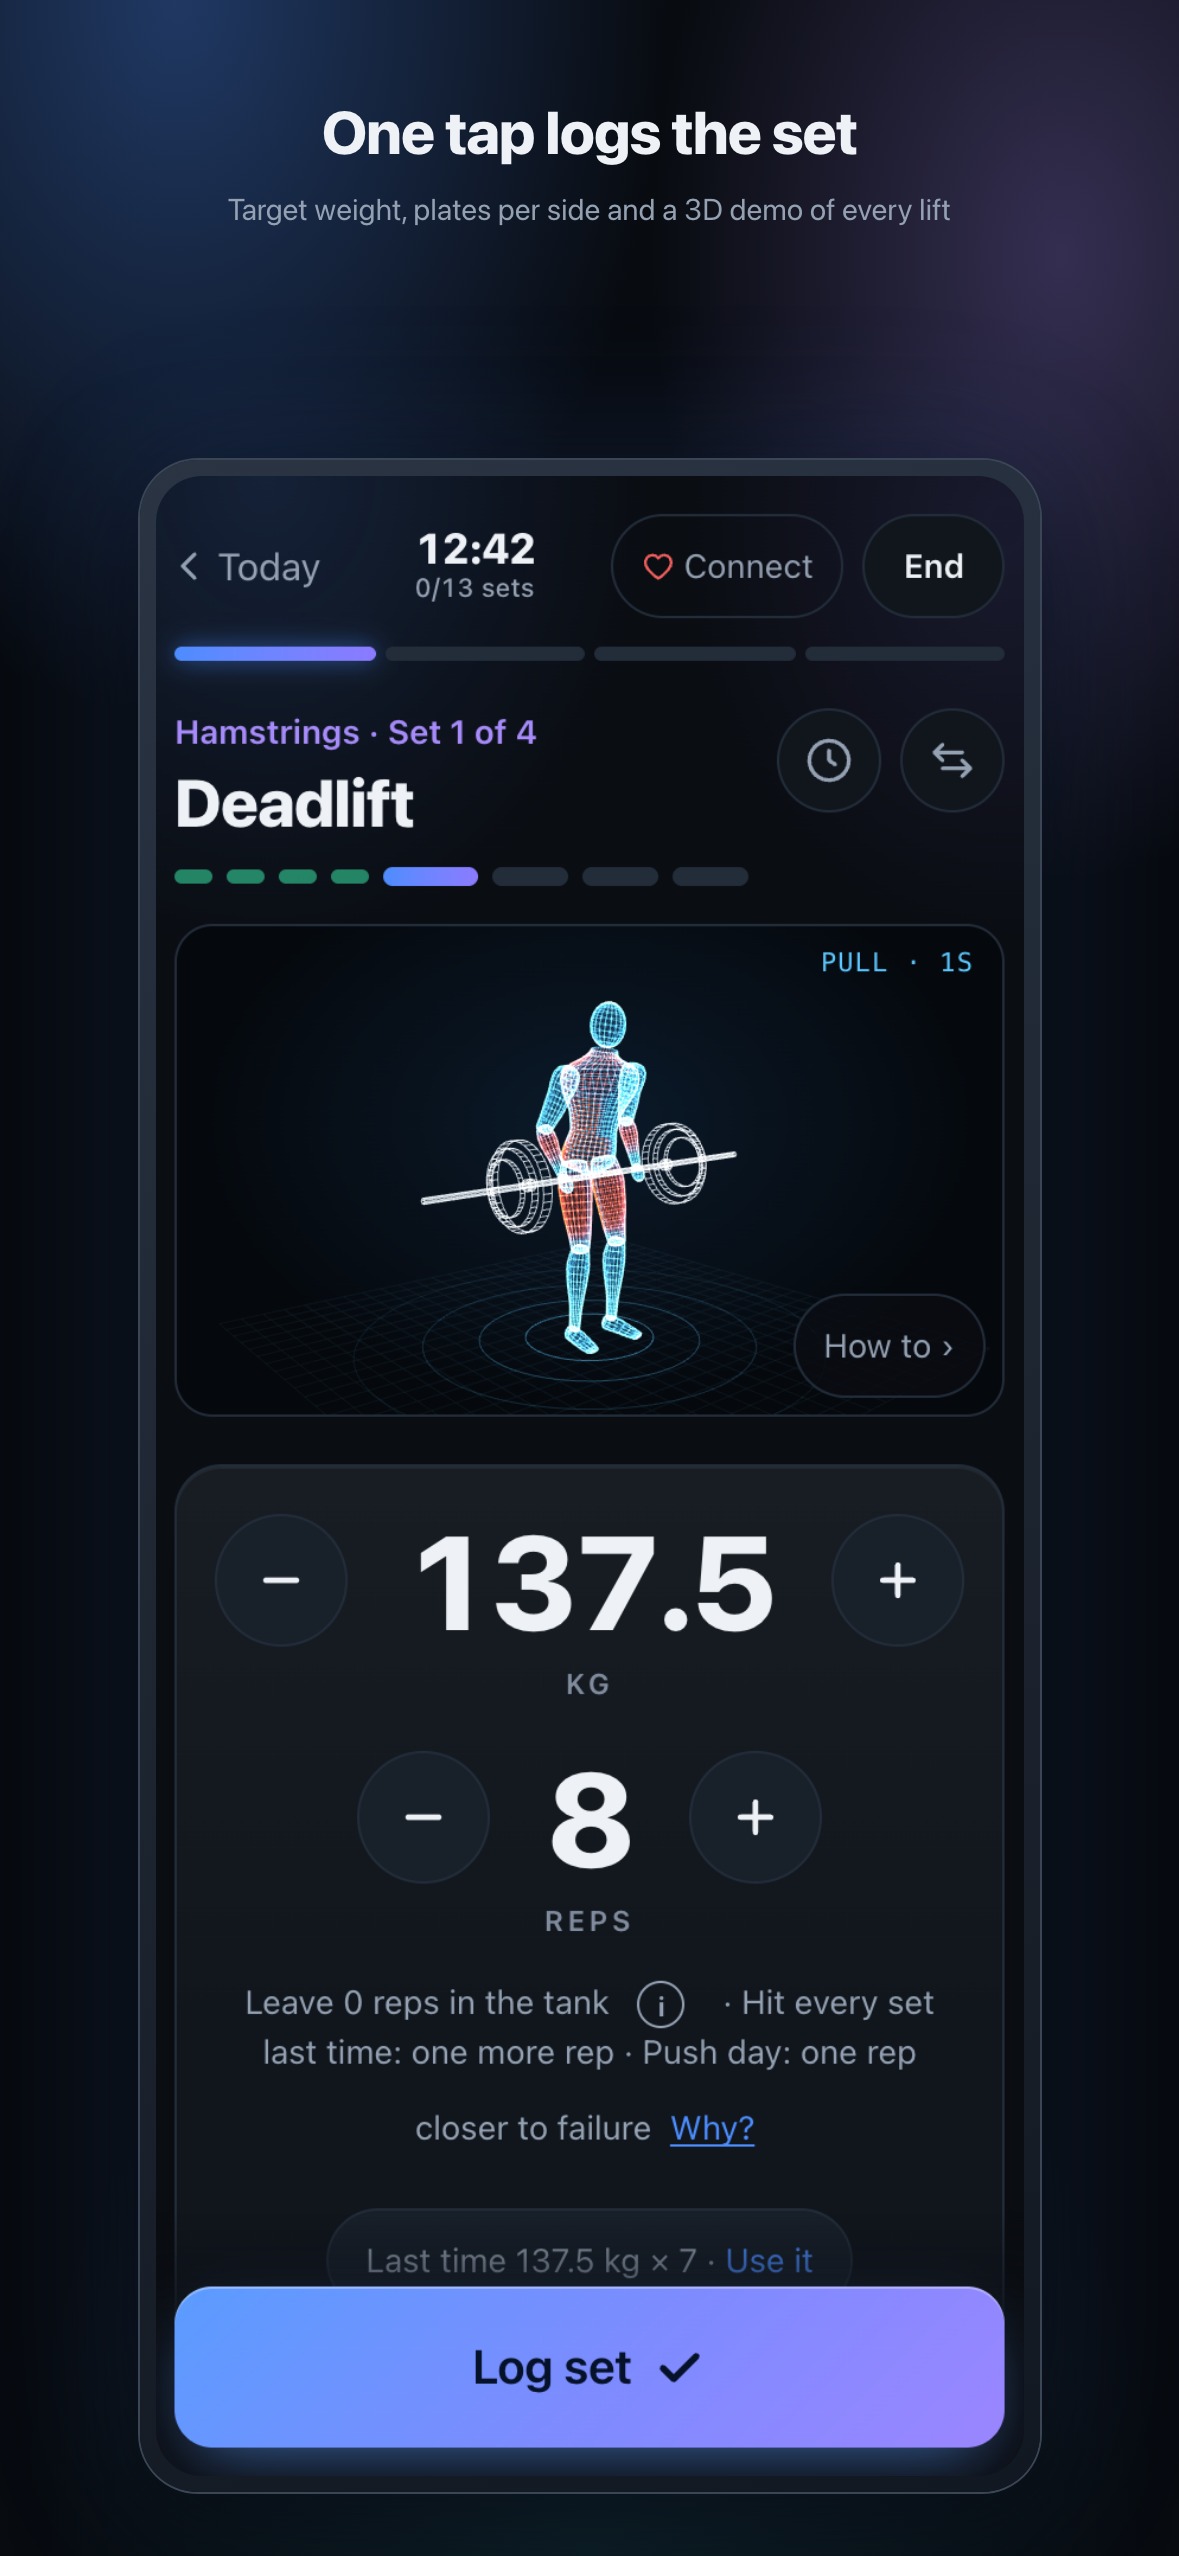 One tap logs the set
Target weight, plates per side and a 3D demo of every lift
Today
12:42
0/13 sets
Connect
End
Hamstrings · Set 1 of 4
Deadlift
PULL · 1S
How to ›
137.5
KG
8
REPS
Leave 0 reps in the tank i · Hit every set
last time: one more rep · Push day: one rep
closer to failure Why?
Last time 137.5 kg × 7 · Use it
Log set